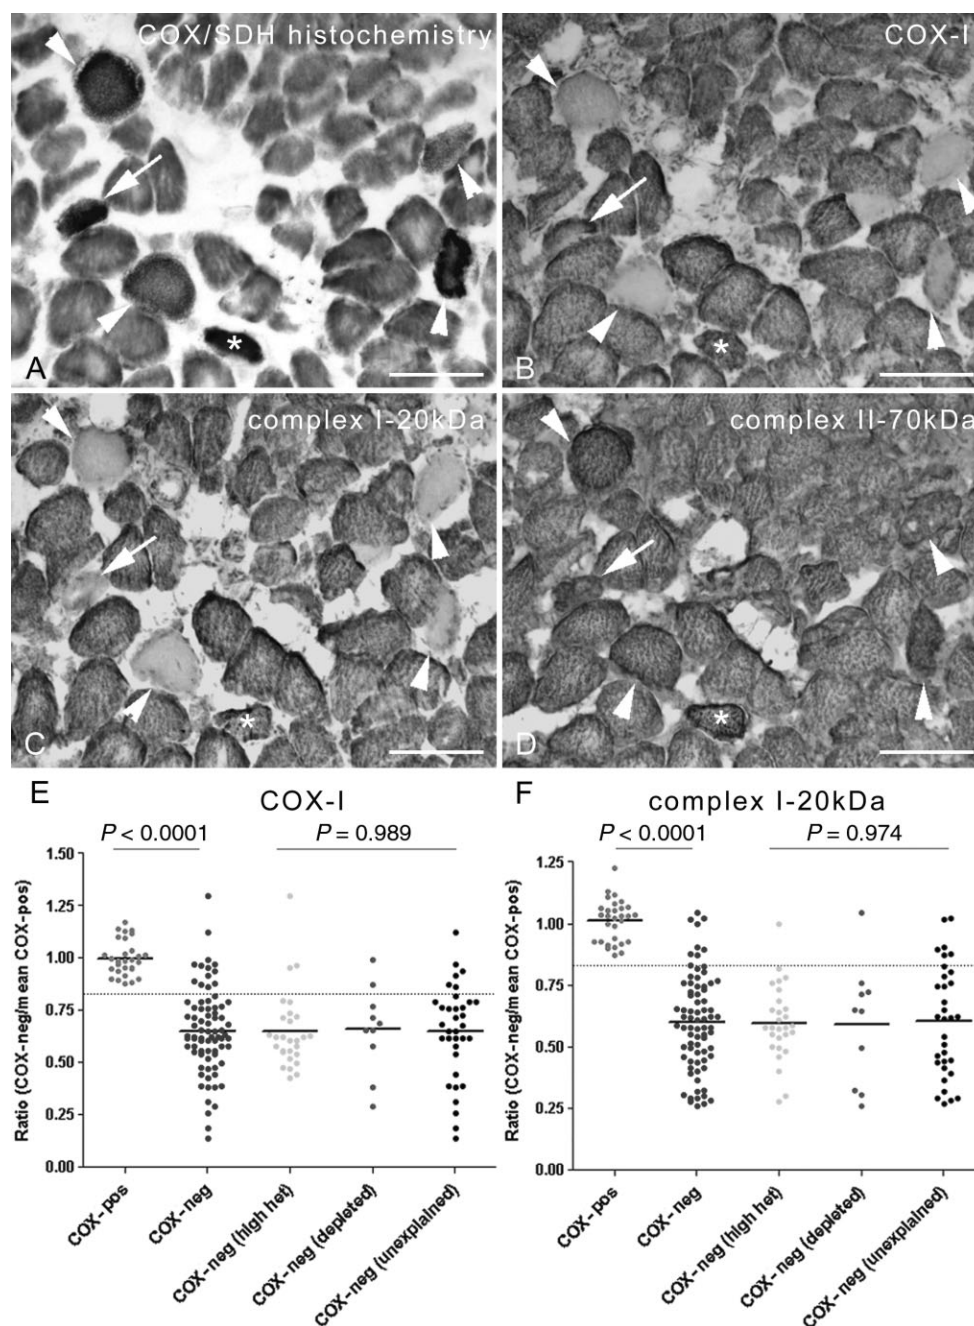 COX/SDH histochemistry
COX-I
*
*
A
B
complex I-20kDa
complex II-70kDa
*
*
C
D
E
COX-I
P < 0.0001
P = 0.989
Ratio (COX-neg/mean COX-pos)
1.50
1.25
1.00
0.75
0.50
0.25
0.00
COX-pos
COX-neg
COX-neg (high het)
COX-neg (depleted)
COX-neg (unexplained)
F
complex I-20kDa
P < 0.0001
P = 0.974
Ratio (COX-neg/mean COX-pos)
1.25
1.00
0.75
0.50
0.25
0.00
COX-pos
COX-neg
COX-neg (high het)
COX-neg (depleted)
COX-neg (unexplained)